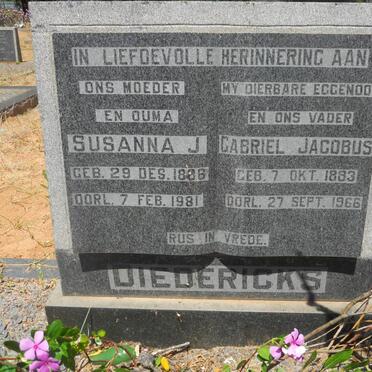 IN LIEFDEVOLLE HERINNERING AAN
ONS MOEDER
EN OUMA
SUSANNA J.
GEB. 29 DES. 1888
OORL. 7 FEB. 1981
MY DIERBARE EGGENOOT
EN ONS VADER
GABRIEL JACOBUS
GEB. 7 OKT. 1883
OORL. 27 SEPT. 1966
RUS IN VREDE.
DIEDERICKS